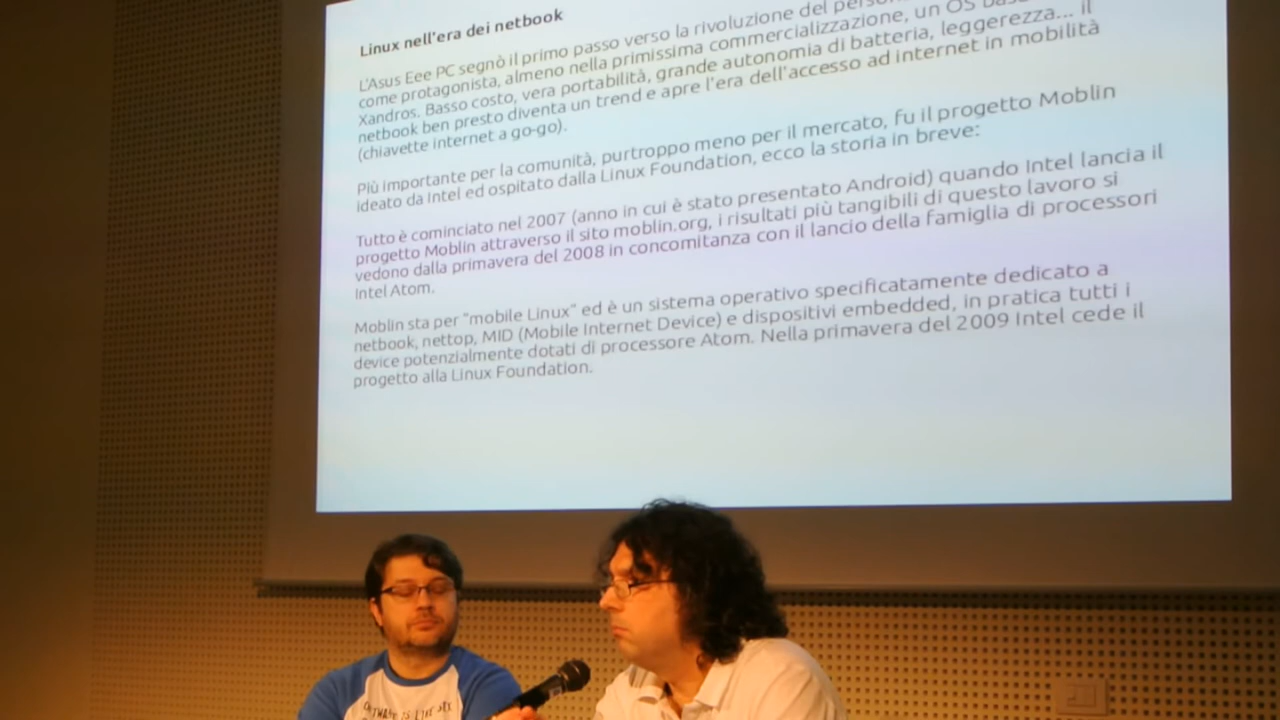 Linux nell'era dei netbook
L'Asus Eee PC segnò il primo passo verso la rivoluzione del
come protagonista, almeno nella primissima commercializzazione, un OS
Xandros. Basso costo, vera portabilità, grande autonomia di batteria, leggerezza... il
netbook ben presto diventa un trend e apre l'era dell'accesso ad internet in mobilità
(chiavette internet a go-go).
Più importante per la comunità, purtroppo meno per il mercato, fu il progetto Moblin
ideato da Intel ed ospitato dalla Linux Foundation, ecco la storia in breve:
Tutto è cominciato nel 2007 (anno in cui è stato presentato Android) quando Intel lancia il
progetto Moblin attraverso il sito moblin.org, i risultati più tangibili di questo lavoro si
vedono dalla primavera del 2008 in concomitanza con il lancio della famiglia di processori
Intel Atom.
Moblin sta per "mobile Linux" ed è un sistema operativo specificatamente dedicato a
netbook, nettop, MID (Mobile Internet Device) e dispositivi embedded, in pratica tutti i
device potenzialmente dotati di processore Atom. Nella primavera del 2009 Intel cede il
progetto alla Linux Foundation.